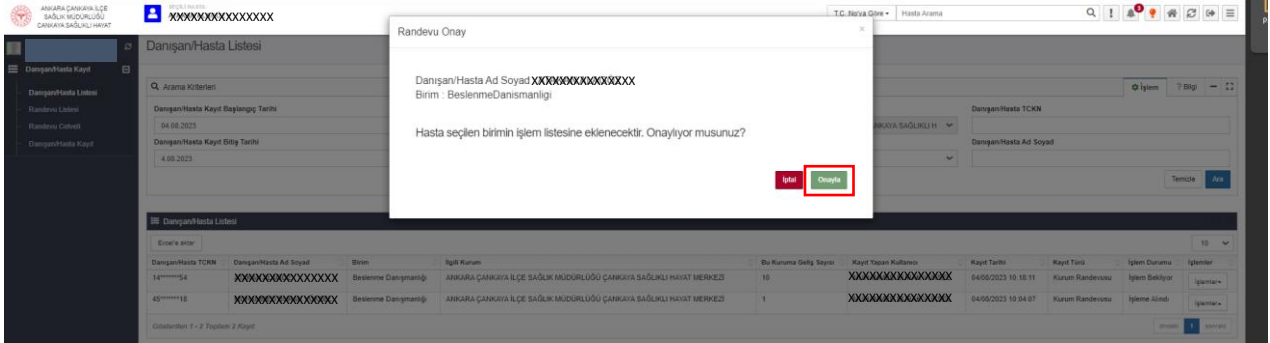 ANKARA ÇANKAYA İLÇE
SAĞLIK MÜDÜRLÜĞÜ
ÇANKAYA SAĞLIKLI HAYAT
XXXXXXXXXXXXXX
T.C. No'ya Göre
Hasta Arama
Danışan/Hasta Listesi
Danışan/Hasta Kayıt
Danışan/Hasta Listesi
Randevu Listesi
Randevu Cetveli
Danışan/Hasta Kayıt
Randevu Onay
×
Danışan/Hasta Ad Soyad XXXXXXXXXXXXXX
Birim : BeslenmeDanismanligi
Hasta seçilen birimin işlem listesine eklenecektir. Onaylıyor musunuz?
İptal
Onayla
Arama Kriterleri
İşlem
? Bilgi
Danışan/Hasta Kayıt Başlangıç Tarihi
Danışan/Hasta TCKN
04.08.2023
ANKAYA SAĞLIKLI H
Danışan/Hasta Kayıt Bitiş Tarihi
Danışan/Hasta Ad Soyad
4.08.2023
Temizle
Ara
Danışan/Hasta Listesi
Excel'e aktar
10
Danışan/Hasta TCKN Danışan/Hasta Ad Soyad Birim İlgili Kurum Bu Kuruma Geliş Sayısı Kayıt Yapan Kullanıcı Kayıt Tarihi Kayıt Türü İşlem Durumu İşlemler
14*******54 XXXXXXXXXXXXXX Beslenme Danışmanlığı ANKARA ÇANKAYA İLÇE SAĞLIK MÜDÜRLÜĞÜ ÇANKAYA SAĞLIKLI HAYAT MERKEZİ 10 XXXXXXXXXXXXXX 04/08/2023 10:18:11 Kurum Randevusu İşlem Bekliyor İşlemler
45*******18 XXXXXXXXXXXXXX Beslenme Danışmanlığı ANKARA ÇANKAYA İLÇE SAĞLIK MÜDÜRLÜĞÜ ÇANKAYA SAĞLIKLI HAYAT MERKEZİ 1 XXXXXXXXXXXXXX 04/08/2023 10:04:07 Kurum Randevusu İşleme Alındı İşlemler
Gösterilen 1 - 2 Toplam 2 Kayıt
önceki 1 sonraki